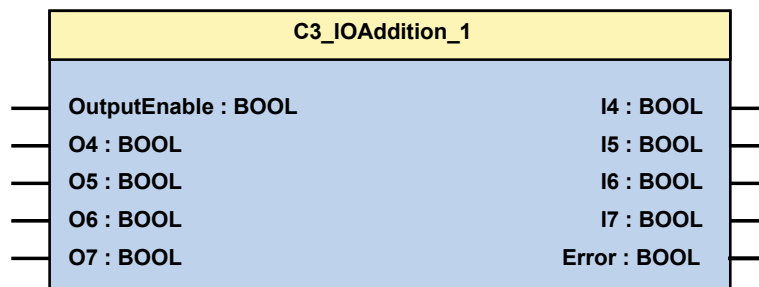 C3_IOAddition_1
OutputEnable : BOOL I4 : BOOL
O4 : BOOL I5 : BOOL
O5 : BOOL I6 : BOOL
O6 : BOOL I7 : BOOL
O7 : BOOL Error : BOOL